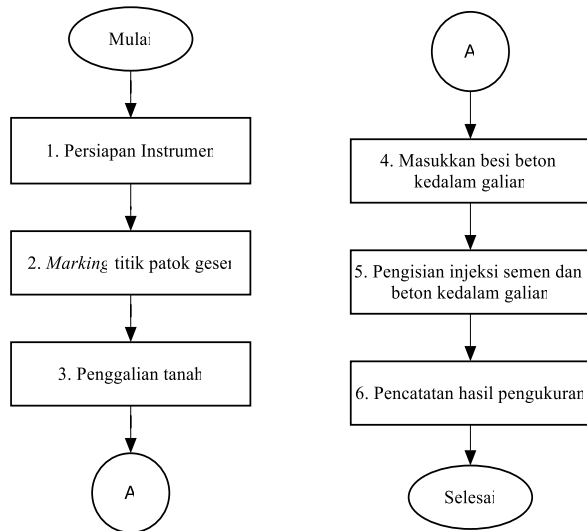 Mulai
1. Persiapan Instrumen
2. Marking titik patok geser
3. Penggalian tanah
A
A
4. Masukkan besi beton
kedalam galian
5. Pengisian injeksi semen dan
beton kedalam galian
6. Pencatatan hasil pengukuran
Selesai